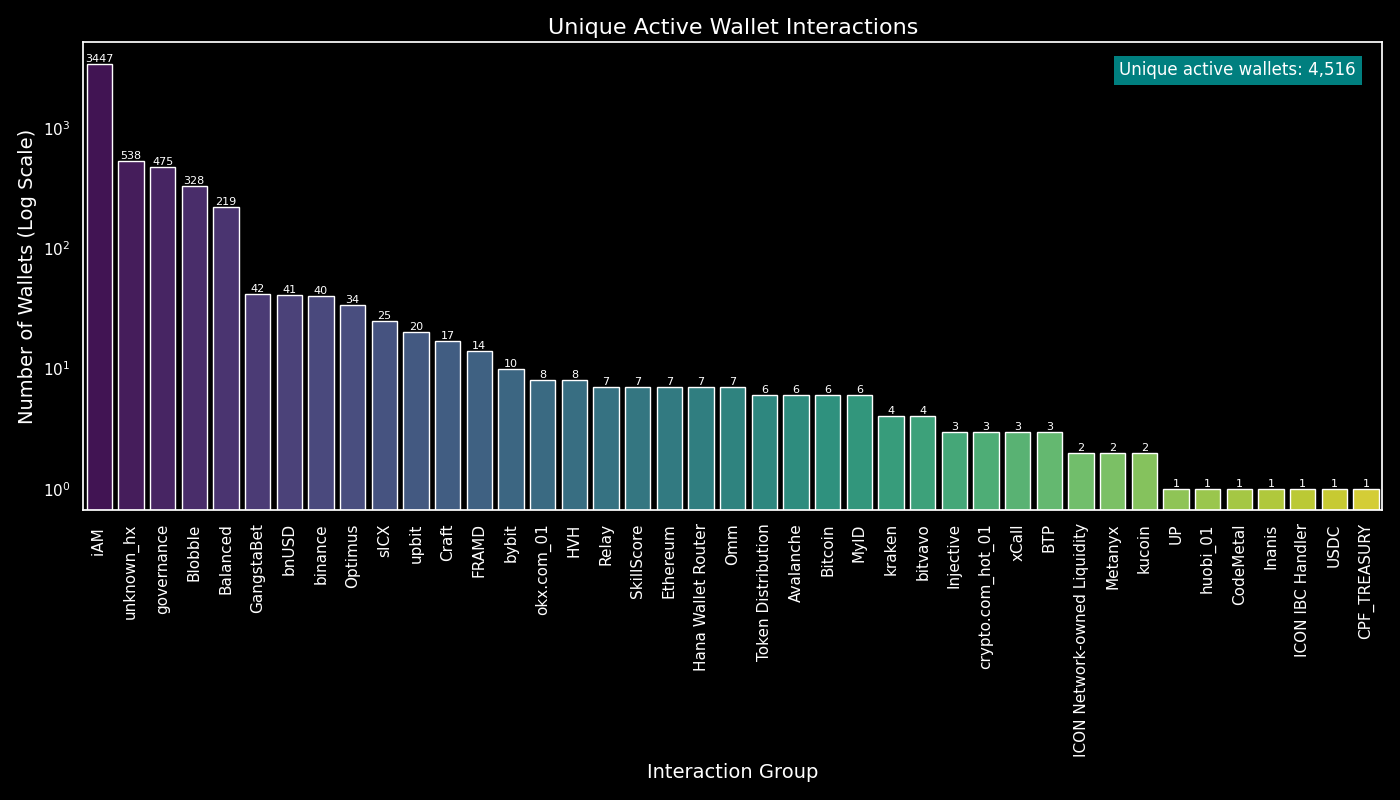 Unique Active Wallet Interactions
Unique active wallets: 4,516
Number of Wallets (Log Scale)
10³
10²
10¹
10⁰
3447
538
475
328
219
42
41
40
34
25
20
17
14
10
8
8
7
7
7
7
7
6
6
6
6
4
4
3
3
3
3
2
2
2
1
1
1
1
1
1
1
iAM
unknown_hx
governance
Blobble
Balanced
GangstaBet
bnUSD
binance
Optimus
sICX
upbit
Craft
FRAMD
bybit
okx.com_01
HVH
Relay
SkillScore
Ethereum
Hana Wallet Router
Omm
Token Distribution
Avalanche
Bitcoin
MyID
kraken
bitvavo
Injective
crypto.com_hot_01
xCall
BTP
ICON Network-owned Liquidity
Metanyx
kucoin
UP
huobi_01
CodeMetal
Inanis
ICON IBC Handler
USDC
CPF_TREASURY
Interaction Group